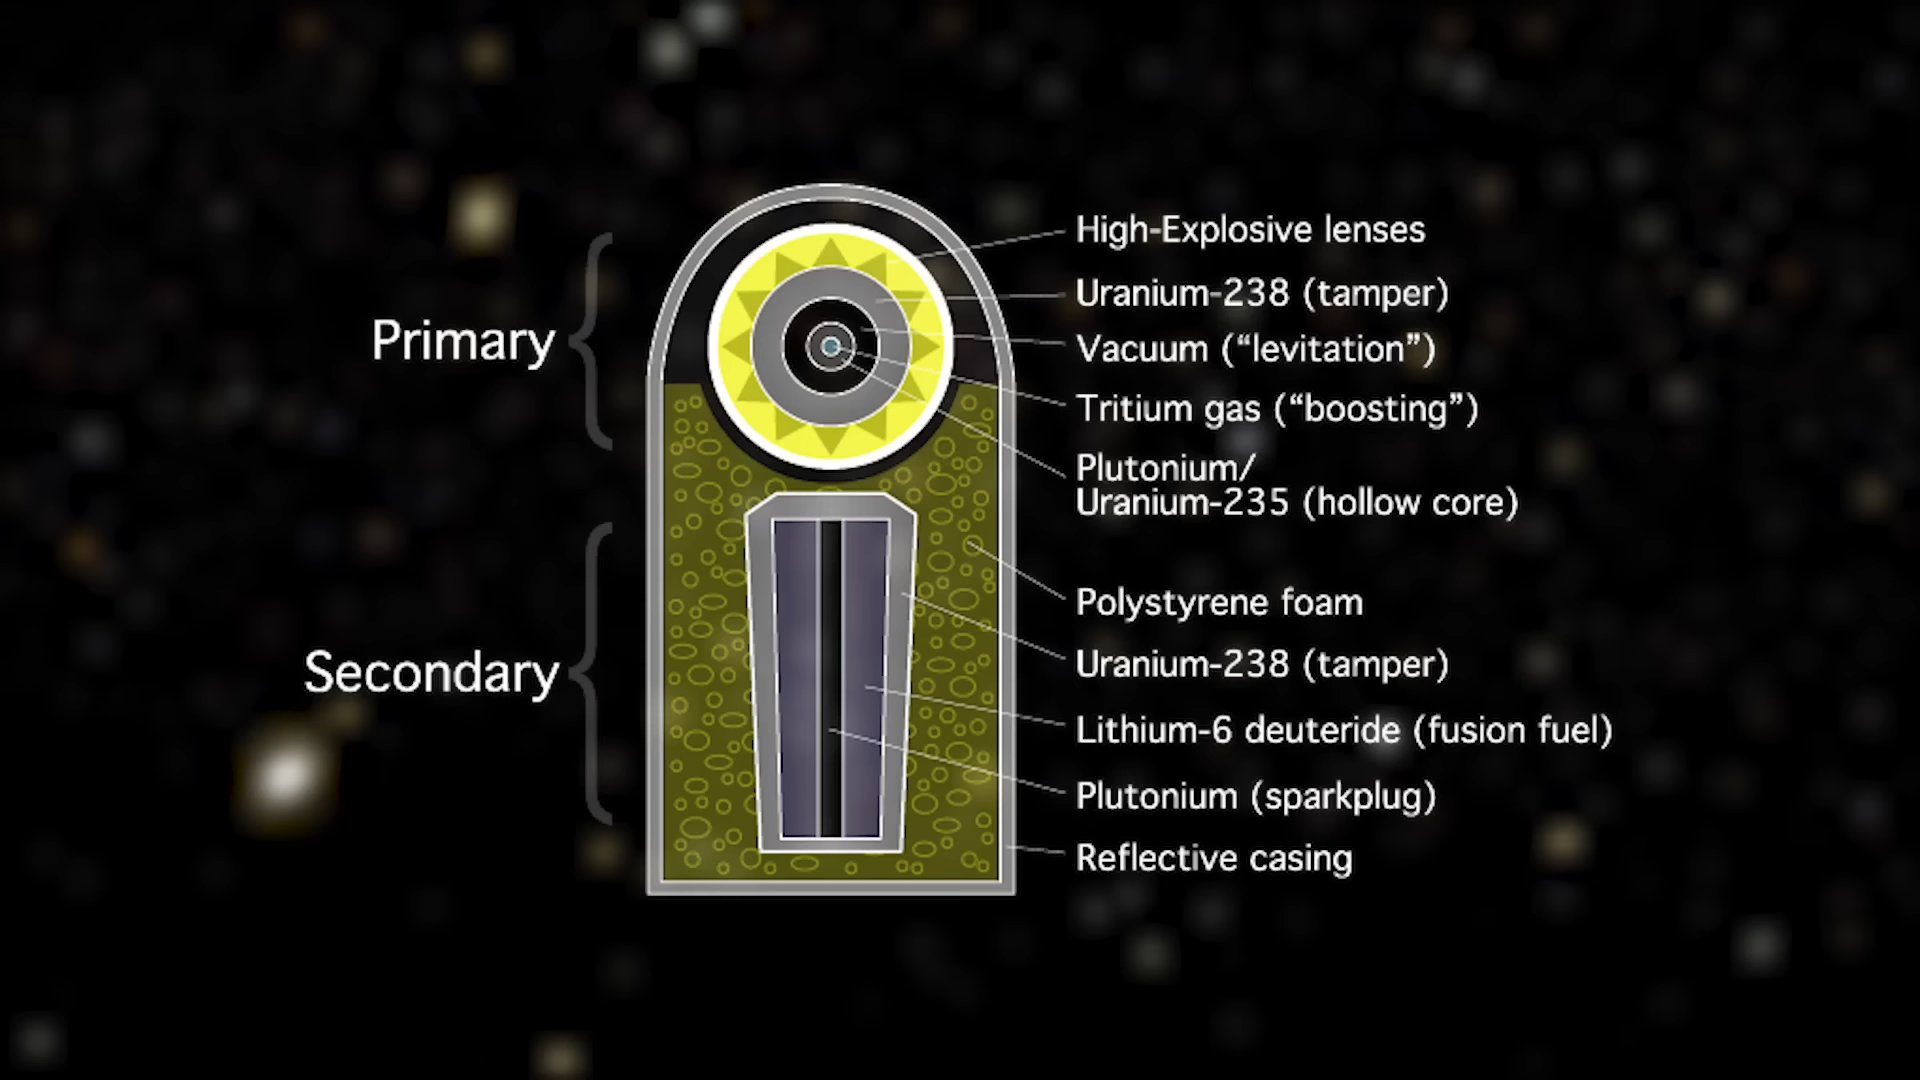 Primary
Secondary
High-Explosive lenses
Uranium-238 (tamper)
Vacuum (“levitation”)
Tritium gas (“boosting”)
Plutonium/
Uranium-235 (hollow core)
Polystyrene foam
Uranium-238 (tamper)
Lithium-6 deuteride (fusion fuel)
Plutonium (sparkplug)
Reflective casing